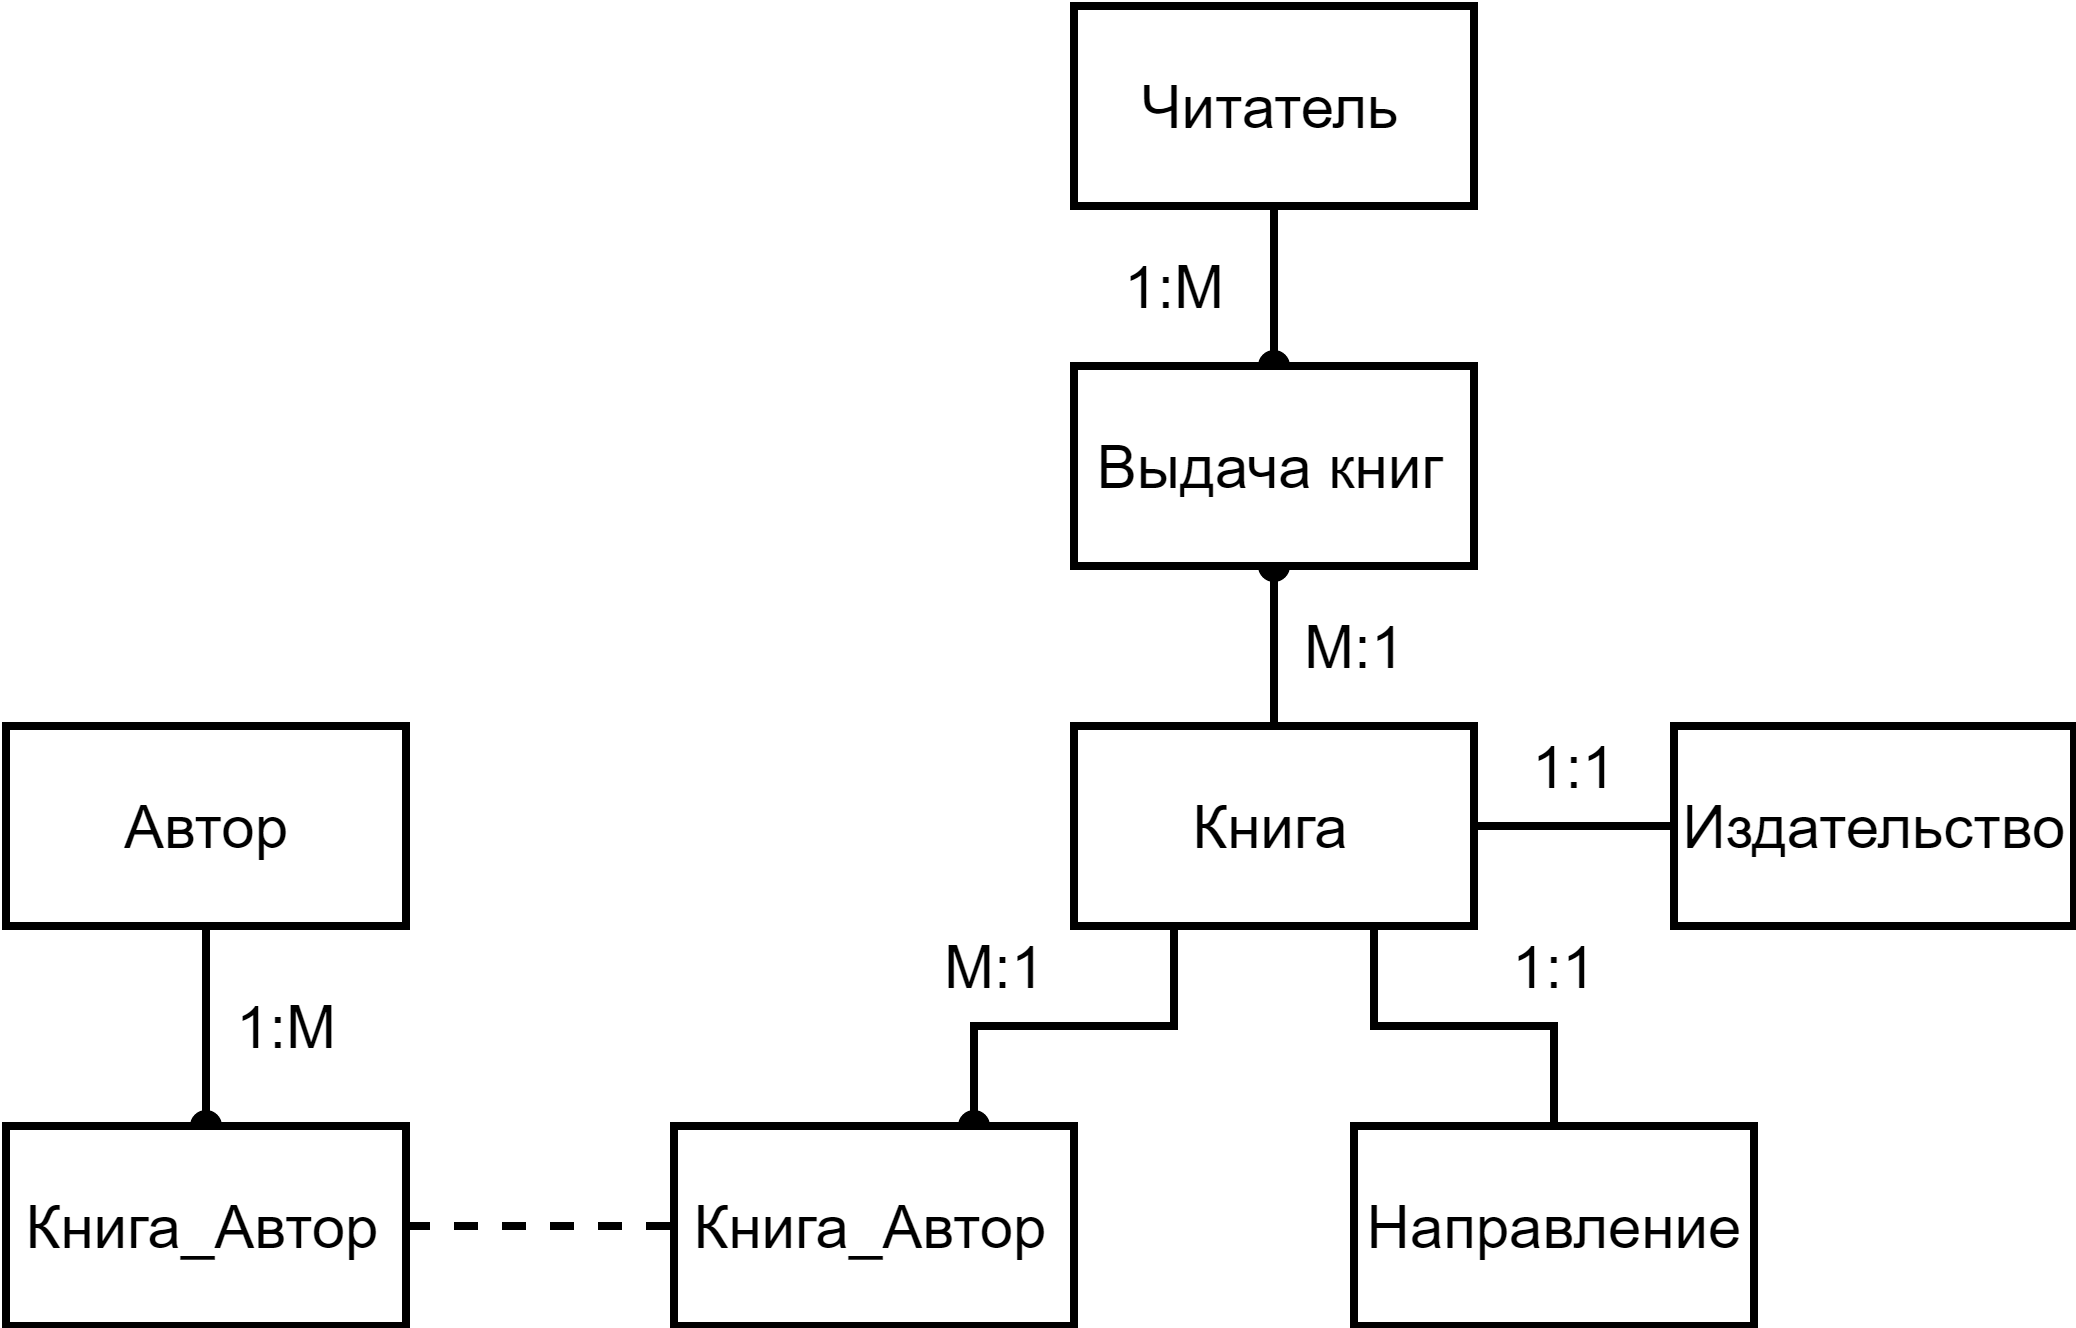 Читатель
1:М
Выдача книг
М:1
Автор
Книга
1:1
Издательство
1:М
М:1
1:1
Книга_Автор
Книга_Автор
Направление